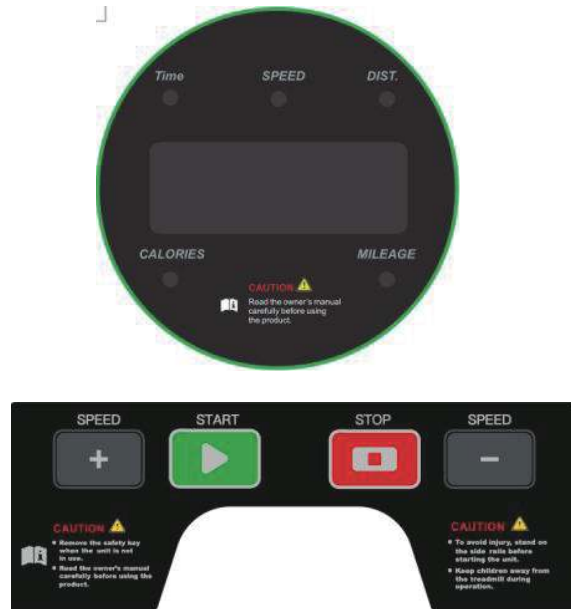 Time SPEED DIST.
CALORIES MILEAGE
CAUTION
Read the owner's manual
carefully before using
the product.
SPEED START STOP SPEED
+ −
CAUTION
• Remove the safety key
when the unit is not
in use.
• Read the owner's manual
carefully before using the
product.
CAUTION
• To avoid injury, stand on
the side rails before
starting the unit.
• Keep children away from
the treadmill during
operation.